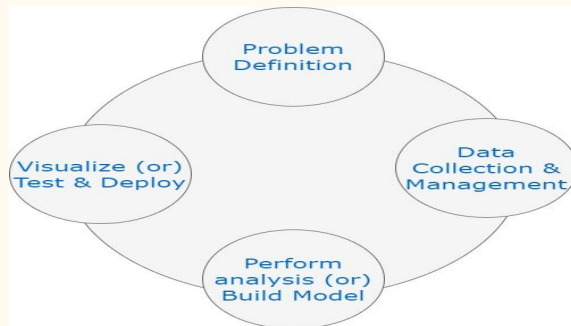 Problem
Definition
Data
Collection &
Management
Perform
analysis (or)
Build Model
Visualize (or)
Test & Deploy